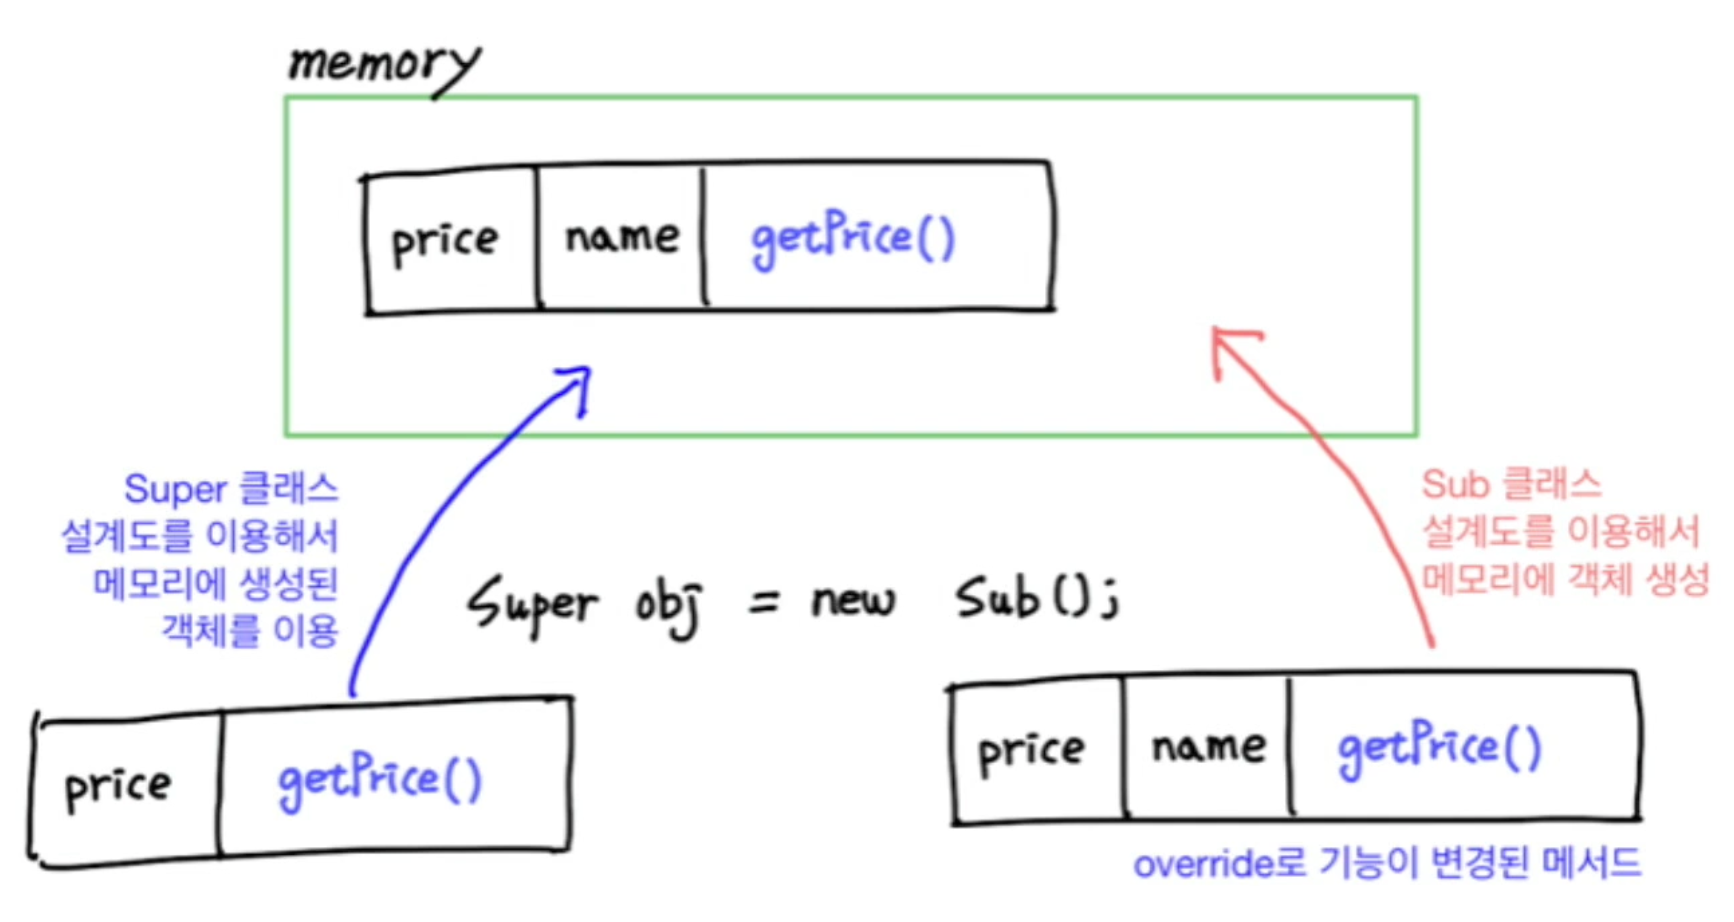 memory
price name getPrice()
Super 클래스
설계도를 이용해서
메모리에 생성된
객체를 이용
Super obj = new Sub();
Sub 클래스
설계도를 이용해서
메모리에 객체 생성
price getPrice()
price name getPrice()
override로 기능이 변경된 메서드